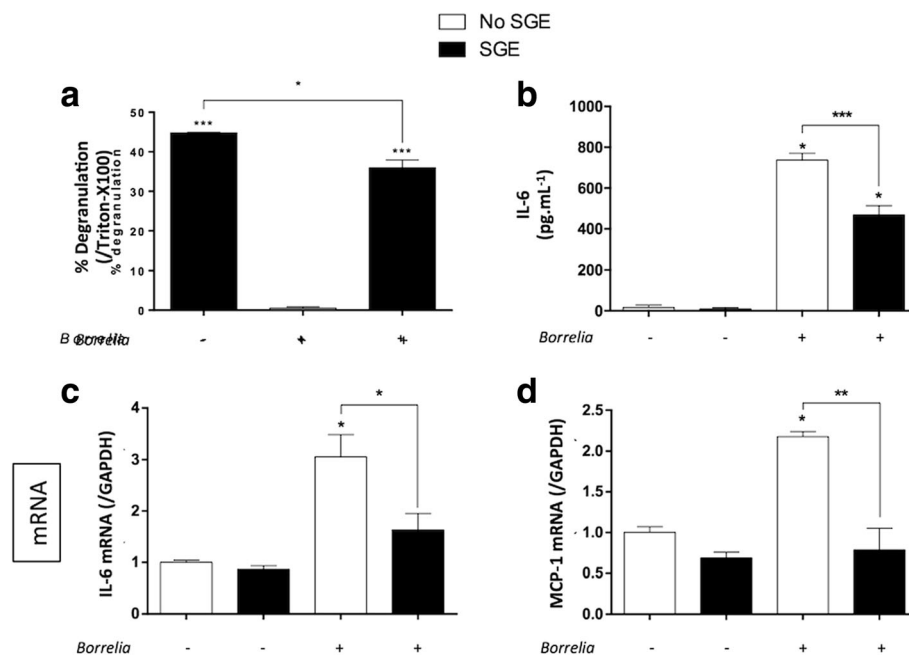 No SGE
SGE
a
*
% Degranulation
(/Triton-X100)
% degranulation
50
40
30
20
10
0
***
***
Borrelia
Borrelia
-
+
+
b
IL-6
(pg.mL-1)
1000
800
600
400
200
0
***
*
*
Borrelia
-
-
+
+
mRNA
c
IL-6 mRNA (/GAPDH)
4
3
2
1
0
*
*
Borrelia
-
-
+
+
d
MCP-1 mRNA (/GAPDH)
2.5
2.0
1.5
1.0
0.5
0.0
**
*
Borrelia
-
-
+
+